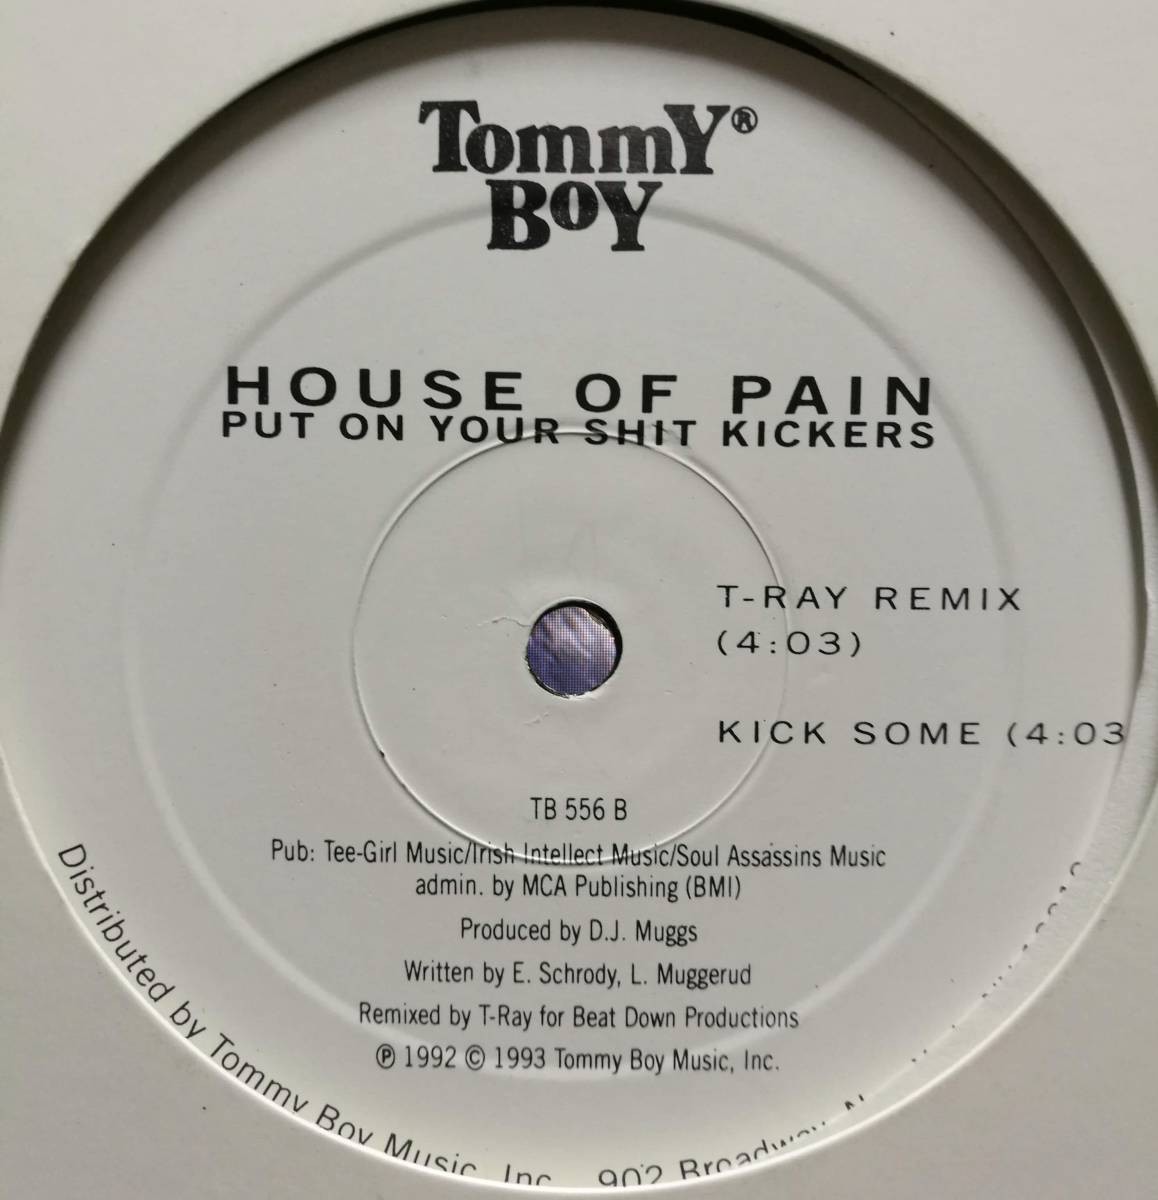 Tommy®
Boy
HOUSE OF PAIN
PUT ON YOUR SHIT KICKERS
T-RAY REMIX
(4:03)
KICK SOME (4:03
TB 556 B
Pub: Tee-Girl Music/Irish Intellect Music/Soul Assassins Music
admin. by MCA Publishing (BMI)
Produced by D.J. Muggs
Written by E. Schrody, L. Muggerud
Remixed by T-Ray for Beat Down Productions
℗ 1992 © 1993 Tommy Boy Music, Inc.
Distributed by Tommy Boy Music, Inc. 902 Broadway,